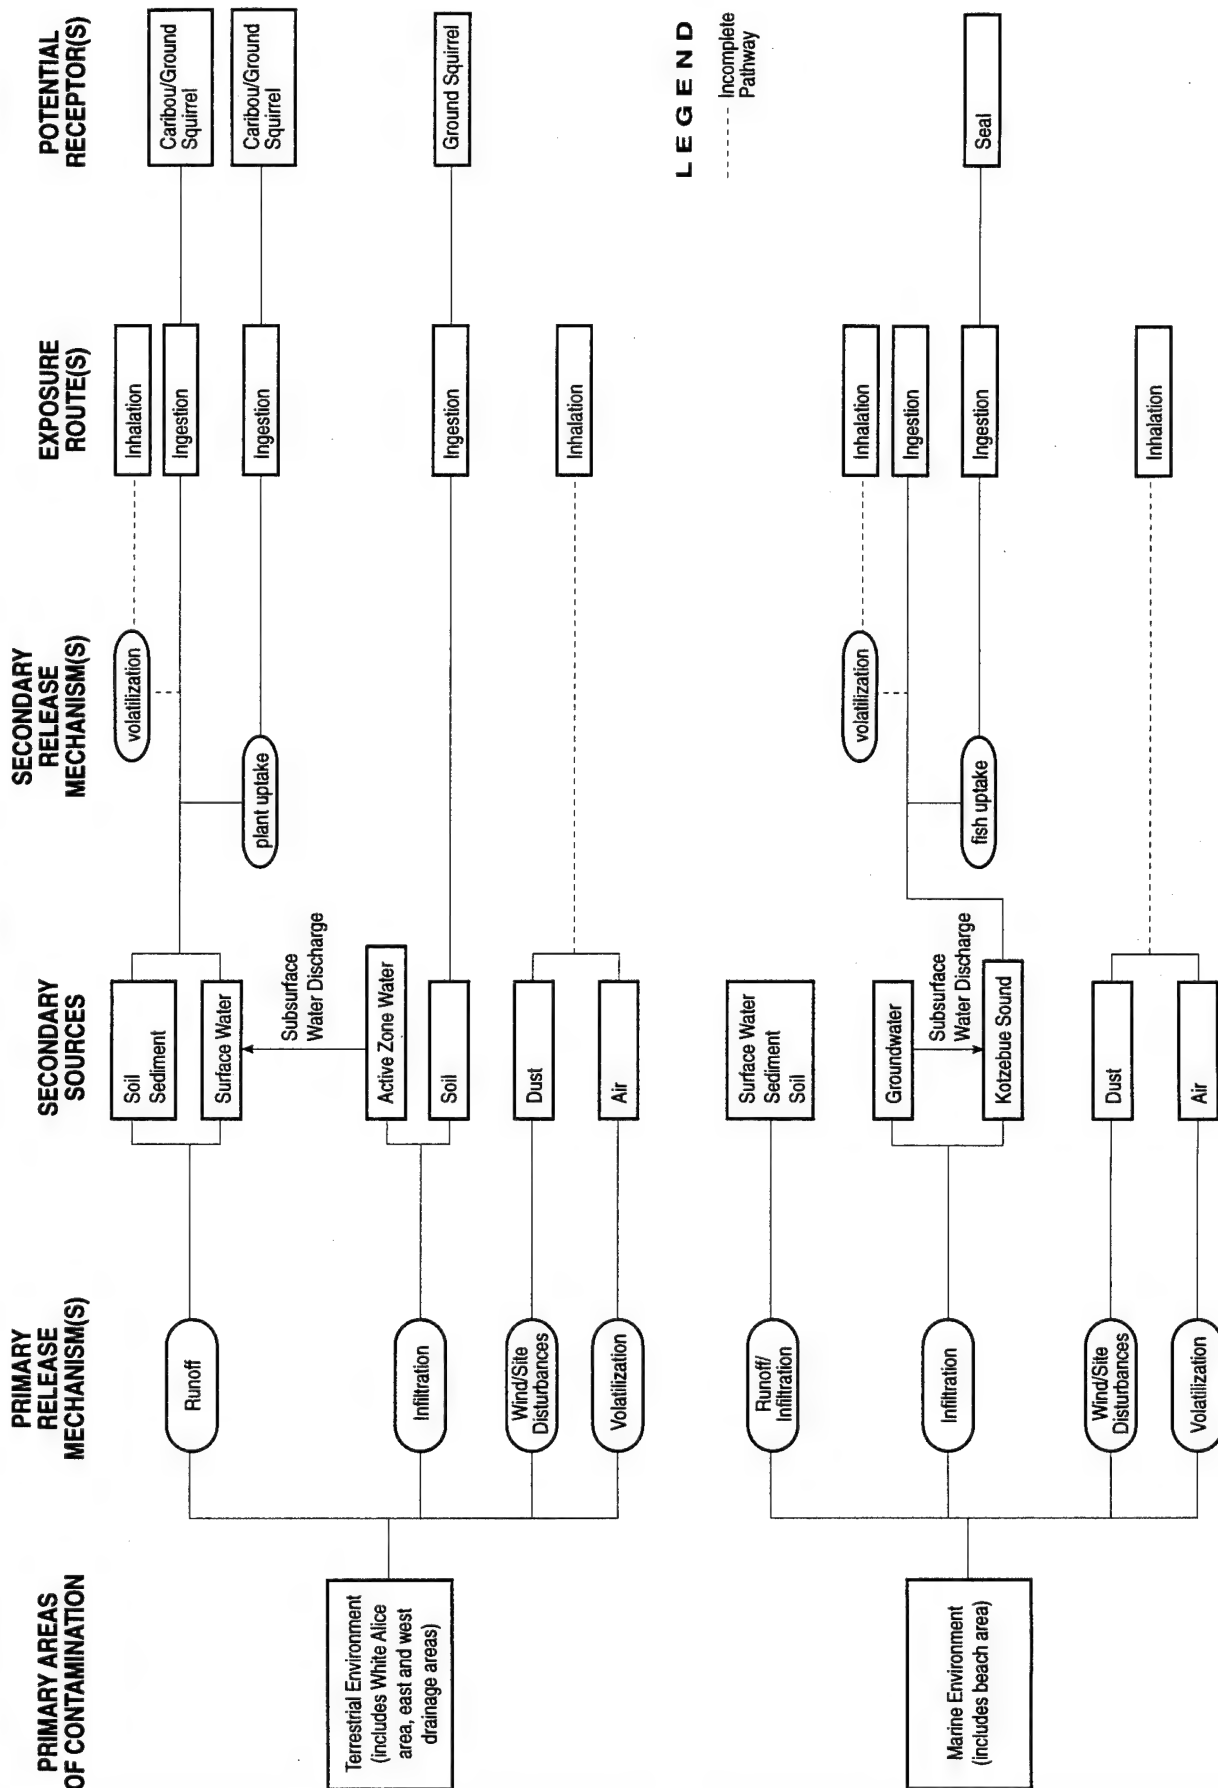 PRIMARY AREAS
OF CONTAMINATION
PRIMARY
RELEASE
MECHANISM(S)
SECONDARY
SOURCES
SECONDARY
RELEASE
MECHANISM(S)
EXPOSURE
ROUTE(S)
POTENTIAL
RECEPTOR(S)
Terrestrial Environment
(includes White Alice
area, east and west
drainage areas)
Runoff
Soil
Sediment
Surface Water
volatilization
plant uptake
Inhalation
Ingestion
Ingestion
Caribou/Ground
Squirrel
Caribou/Ground
Squirrel
Subsurface
Water Discharge
Infiltration
Active Zone Water
Soil
Ingestion
Ground Squirrel
Wind/Site
Disturbances
Dust
Inhalation
Volatilization
Air
LEGEND
Incomplete
Pathway
Marine Environment
(includes beach area)
Runoff/
Infiltration
Surface Water
Sediment
Soil
Infiltration
Groundwater
Subsurface
Water Discharge
Kotzebue Sound
volatilization
fish uptake
Inhalation
Ingestion
Ingestion
Seal
Wind/Site
Disturbances
Dust
Inhalation
Volatilization
Air